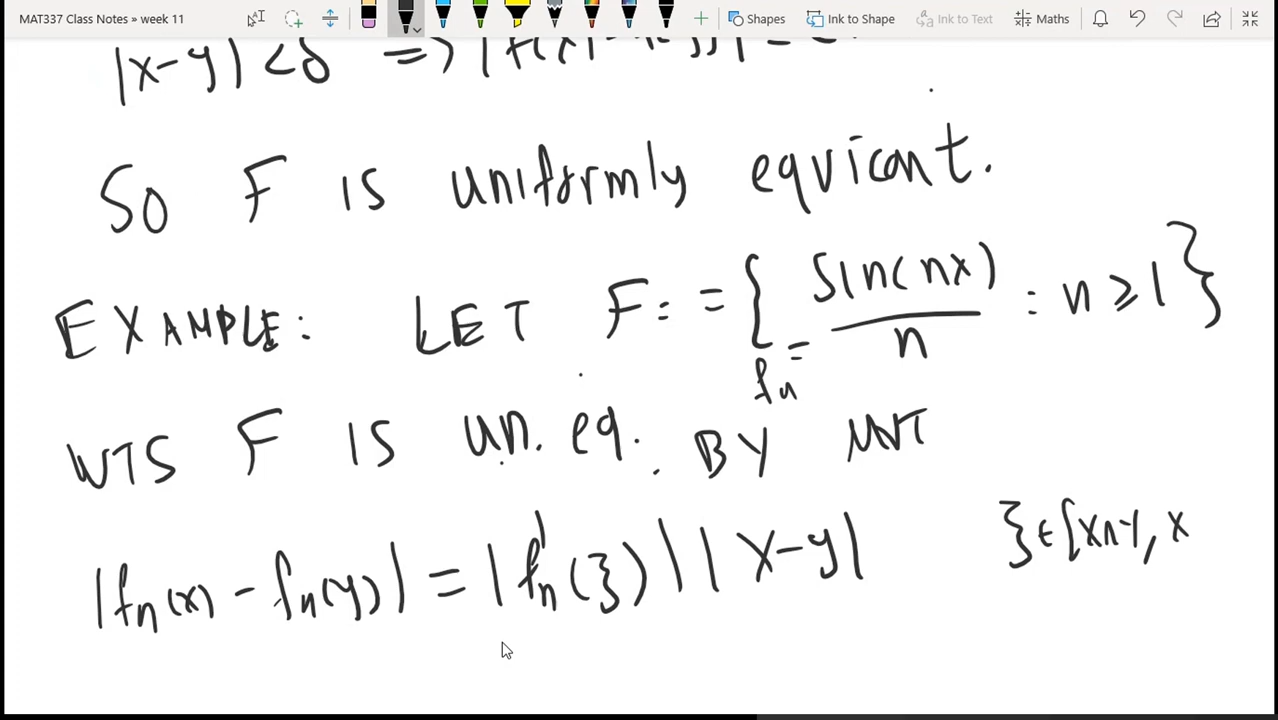 MAT337 Class Notes » week 11
Shapes Ink to Shape Ink to Text Maths
|x-y|<δ =>
So F IS uniformly equicont.
EXAMPLE: LET F:={ sin(nx)/n : n≥1}
fn=
WTS F IS un. eq. BY MVT
|fn(x) - fn(y)| = |fn'(ξ)||x-y| ξ∈[x∧y, x